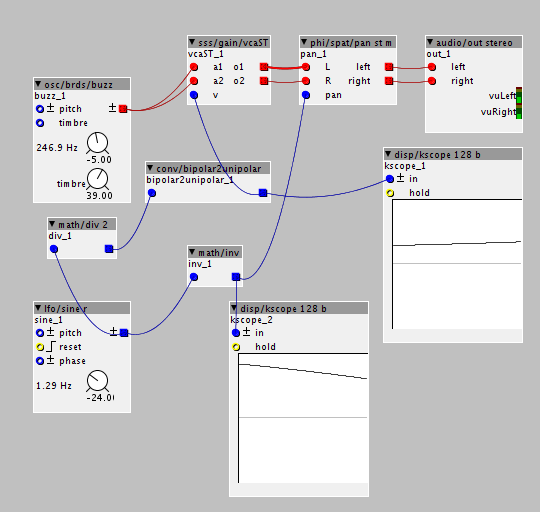 sss/gain/vcaST
vcaST_1
a1 o1
a2 o2
v
phi/spat/pan st m
pan_1
L left
R right
pan
audio/out stereo
out_1
left
right
vuLeft
vuRight
osc/brds/buzz
buzz_1
± pitch ±
timbre
246.9 Hz
-5.00
timbre
39.00
conv/bipolar2unipolar
bipolar2unipolar_1
disp/kscope 128 b
kscope_1
± in
hold
math/div 2
div_1
math/inv
inv_1
lfo/sine r
sine_1
± pitch ±
reset
± phase
1.29 Hz
-24.0
disp/kscope 128 b
kscope_2
± in
hold